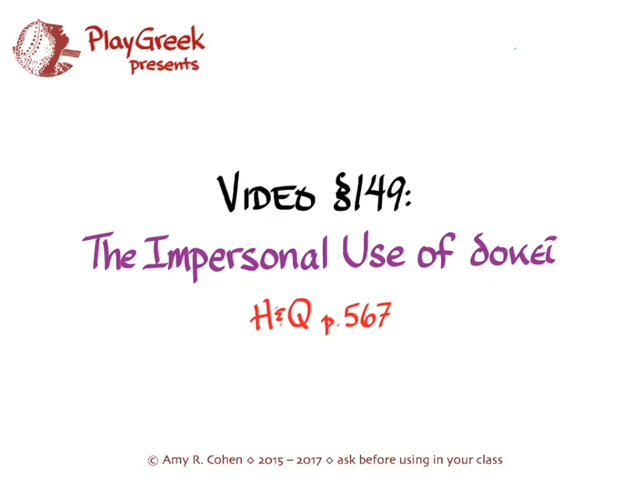 PlayGreek
presents
VIDEO §149:
The Impersonal Use of δοκεῖ
H&Q p.567
© Amy R. Cohen ⋄ 2015 – 2017 ⋄ ask before using in your class